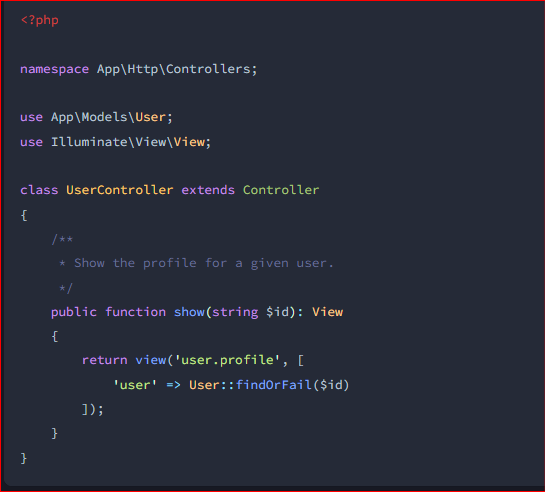 <?php
namespace App\Http\Controllers;
use App\Models\User;
use Illuminate\View\View;
class UserController extends Controller
{
/**
* Show the profile for a given user.
*/
public function show(string $id): View
{
return view('user.profile', [
'user' => User::findOrFail($id)
]);
}
}